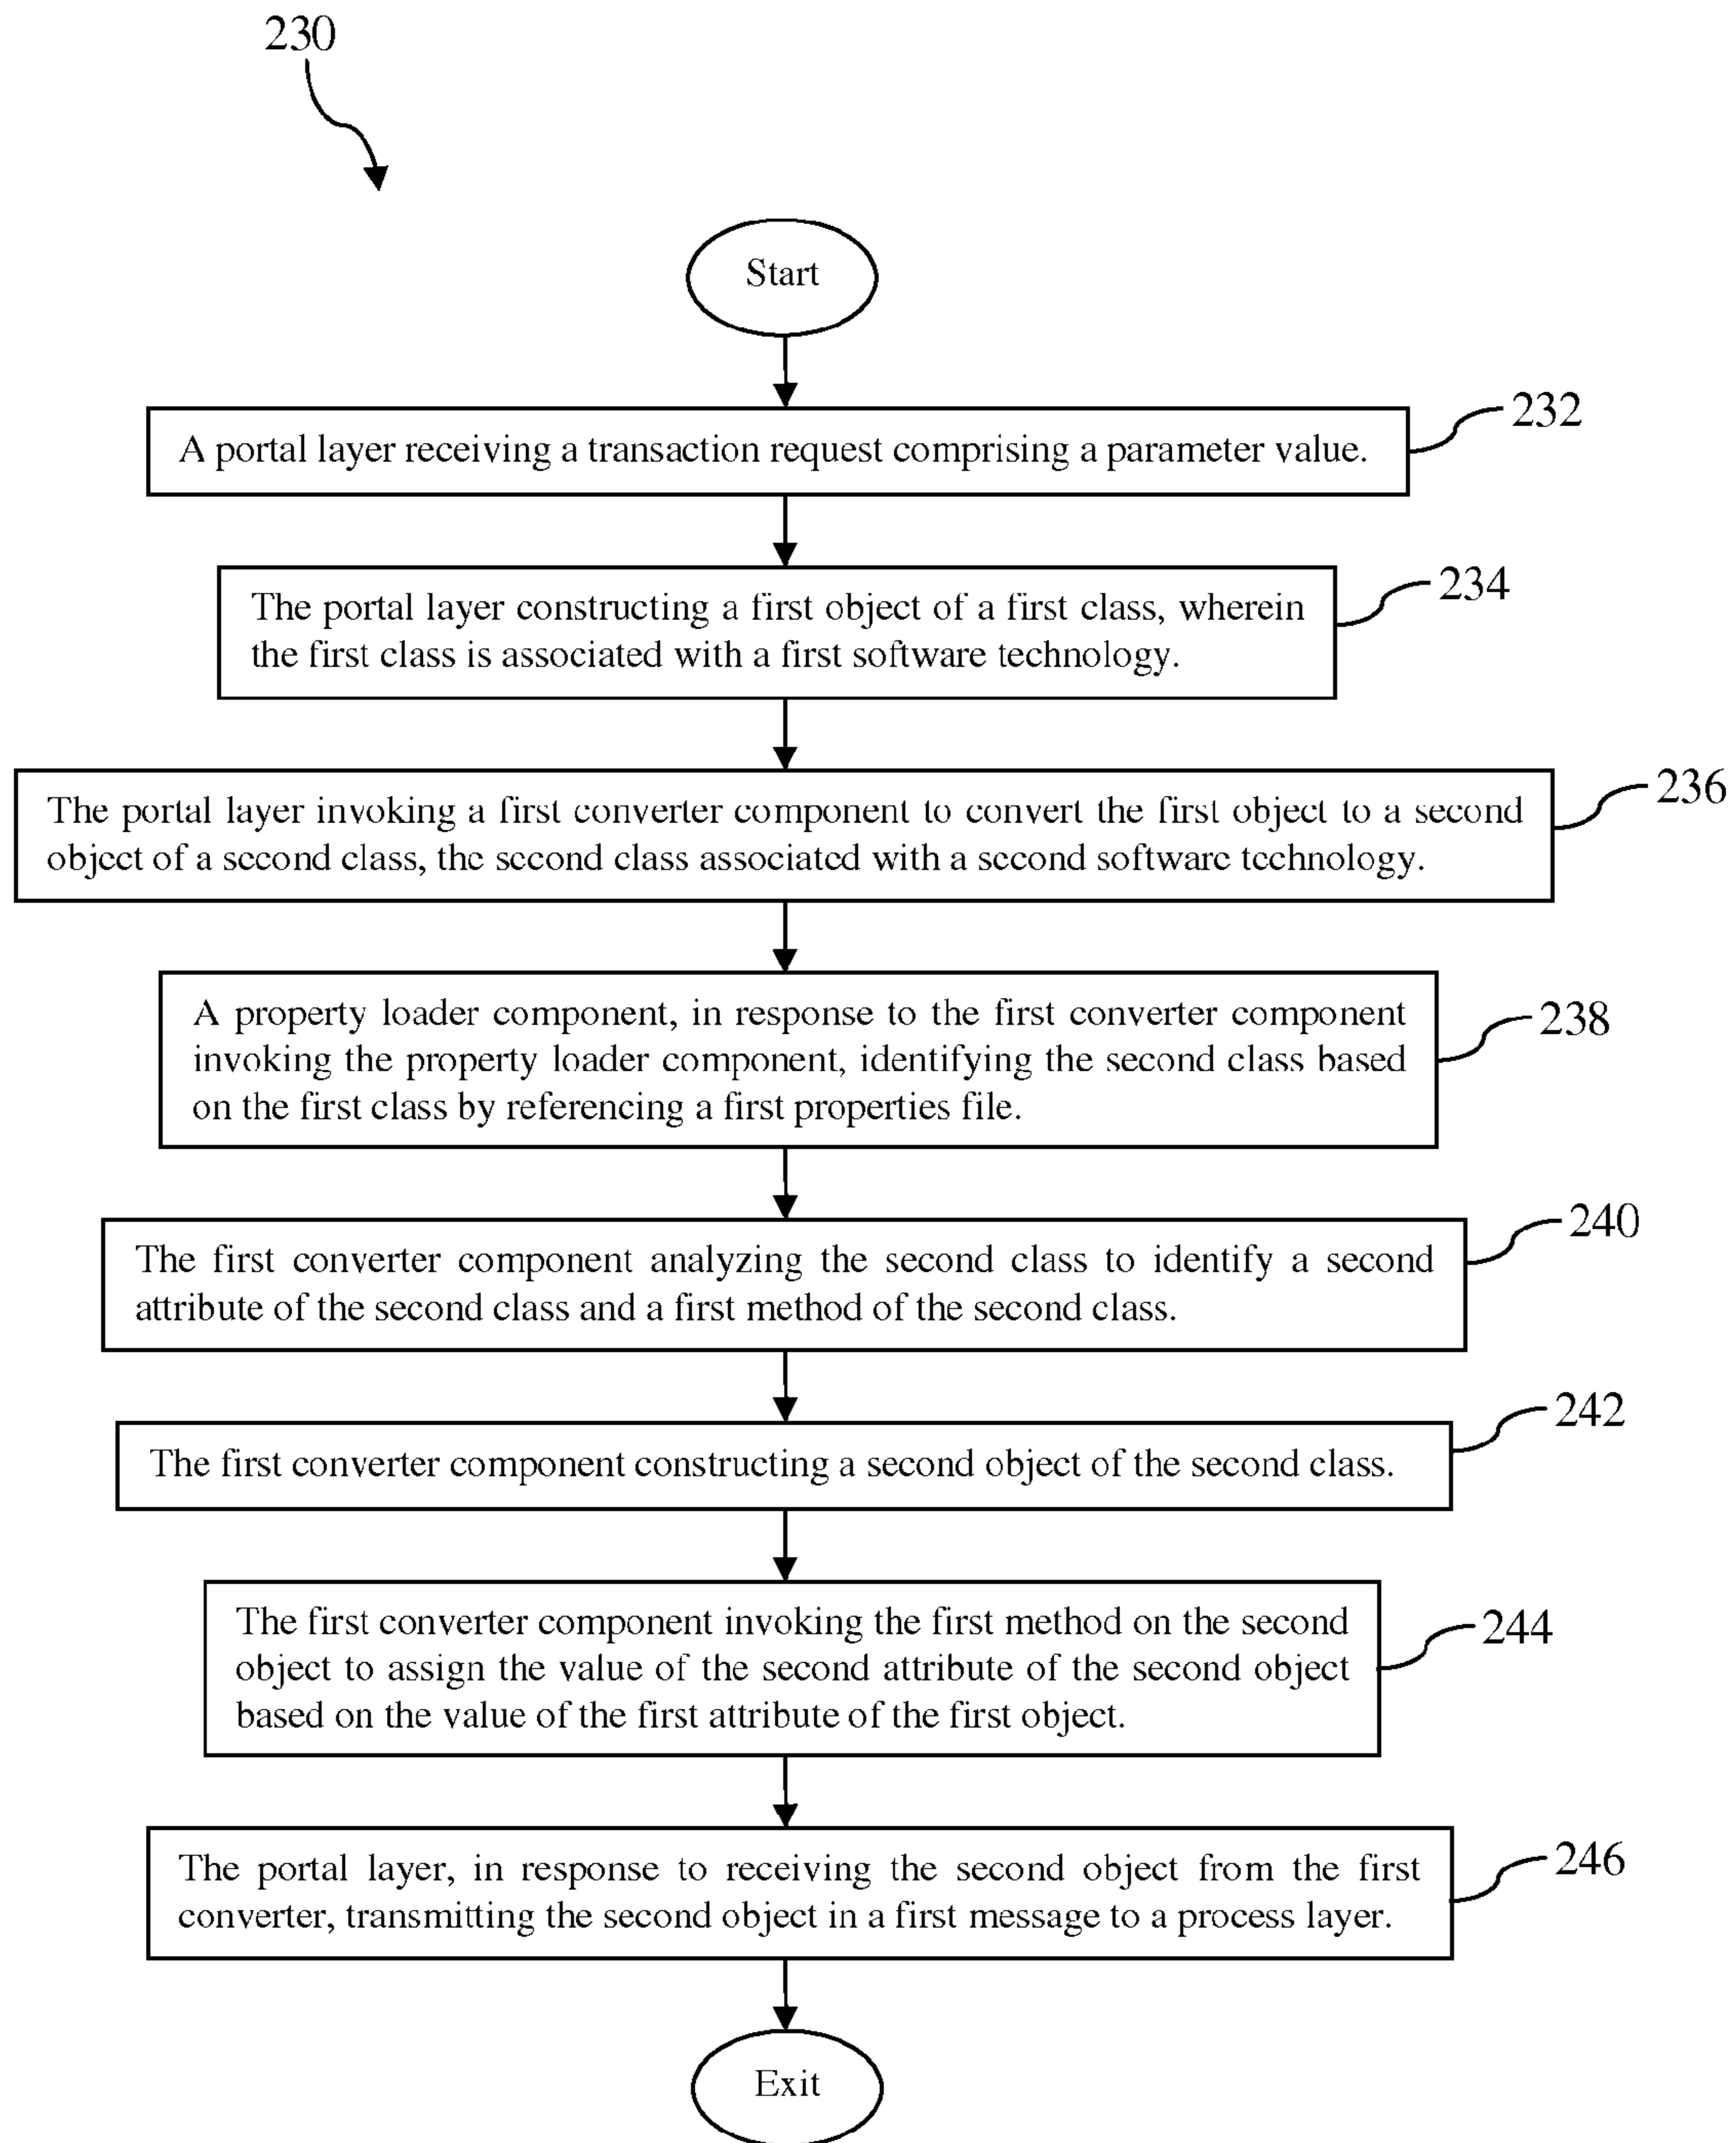 230
Start
232
A portal layer receiving a transaction request comprising a parameter value.
234
The portal layer constructing a first object of a first class, wherein
the first class is associated with a first software technology.
236
The portal layer invoking a first converter component to convert the first object to a second
object of a second class, the second class associated with a second software technology.
238
A property loader component, in response to the first converter component
invoking the property loader component, identifying the second class based
on the first class by referencing a first properties file.
240
The first converter component analyzing the second class to identify a second
attribute of the second class and a first method of the second class.
242
The first converter component constructing a second object of the second class.
244
The first converter component invoking the first method on the second
object to assign the value of the second attribute of the second object
based on the value of the first attribute of the first object.
246
The portal layer, in response to receiving the second object from the first
converter, transmitting the second object in a first message to a process layer.
Exit